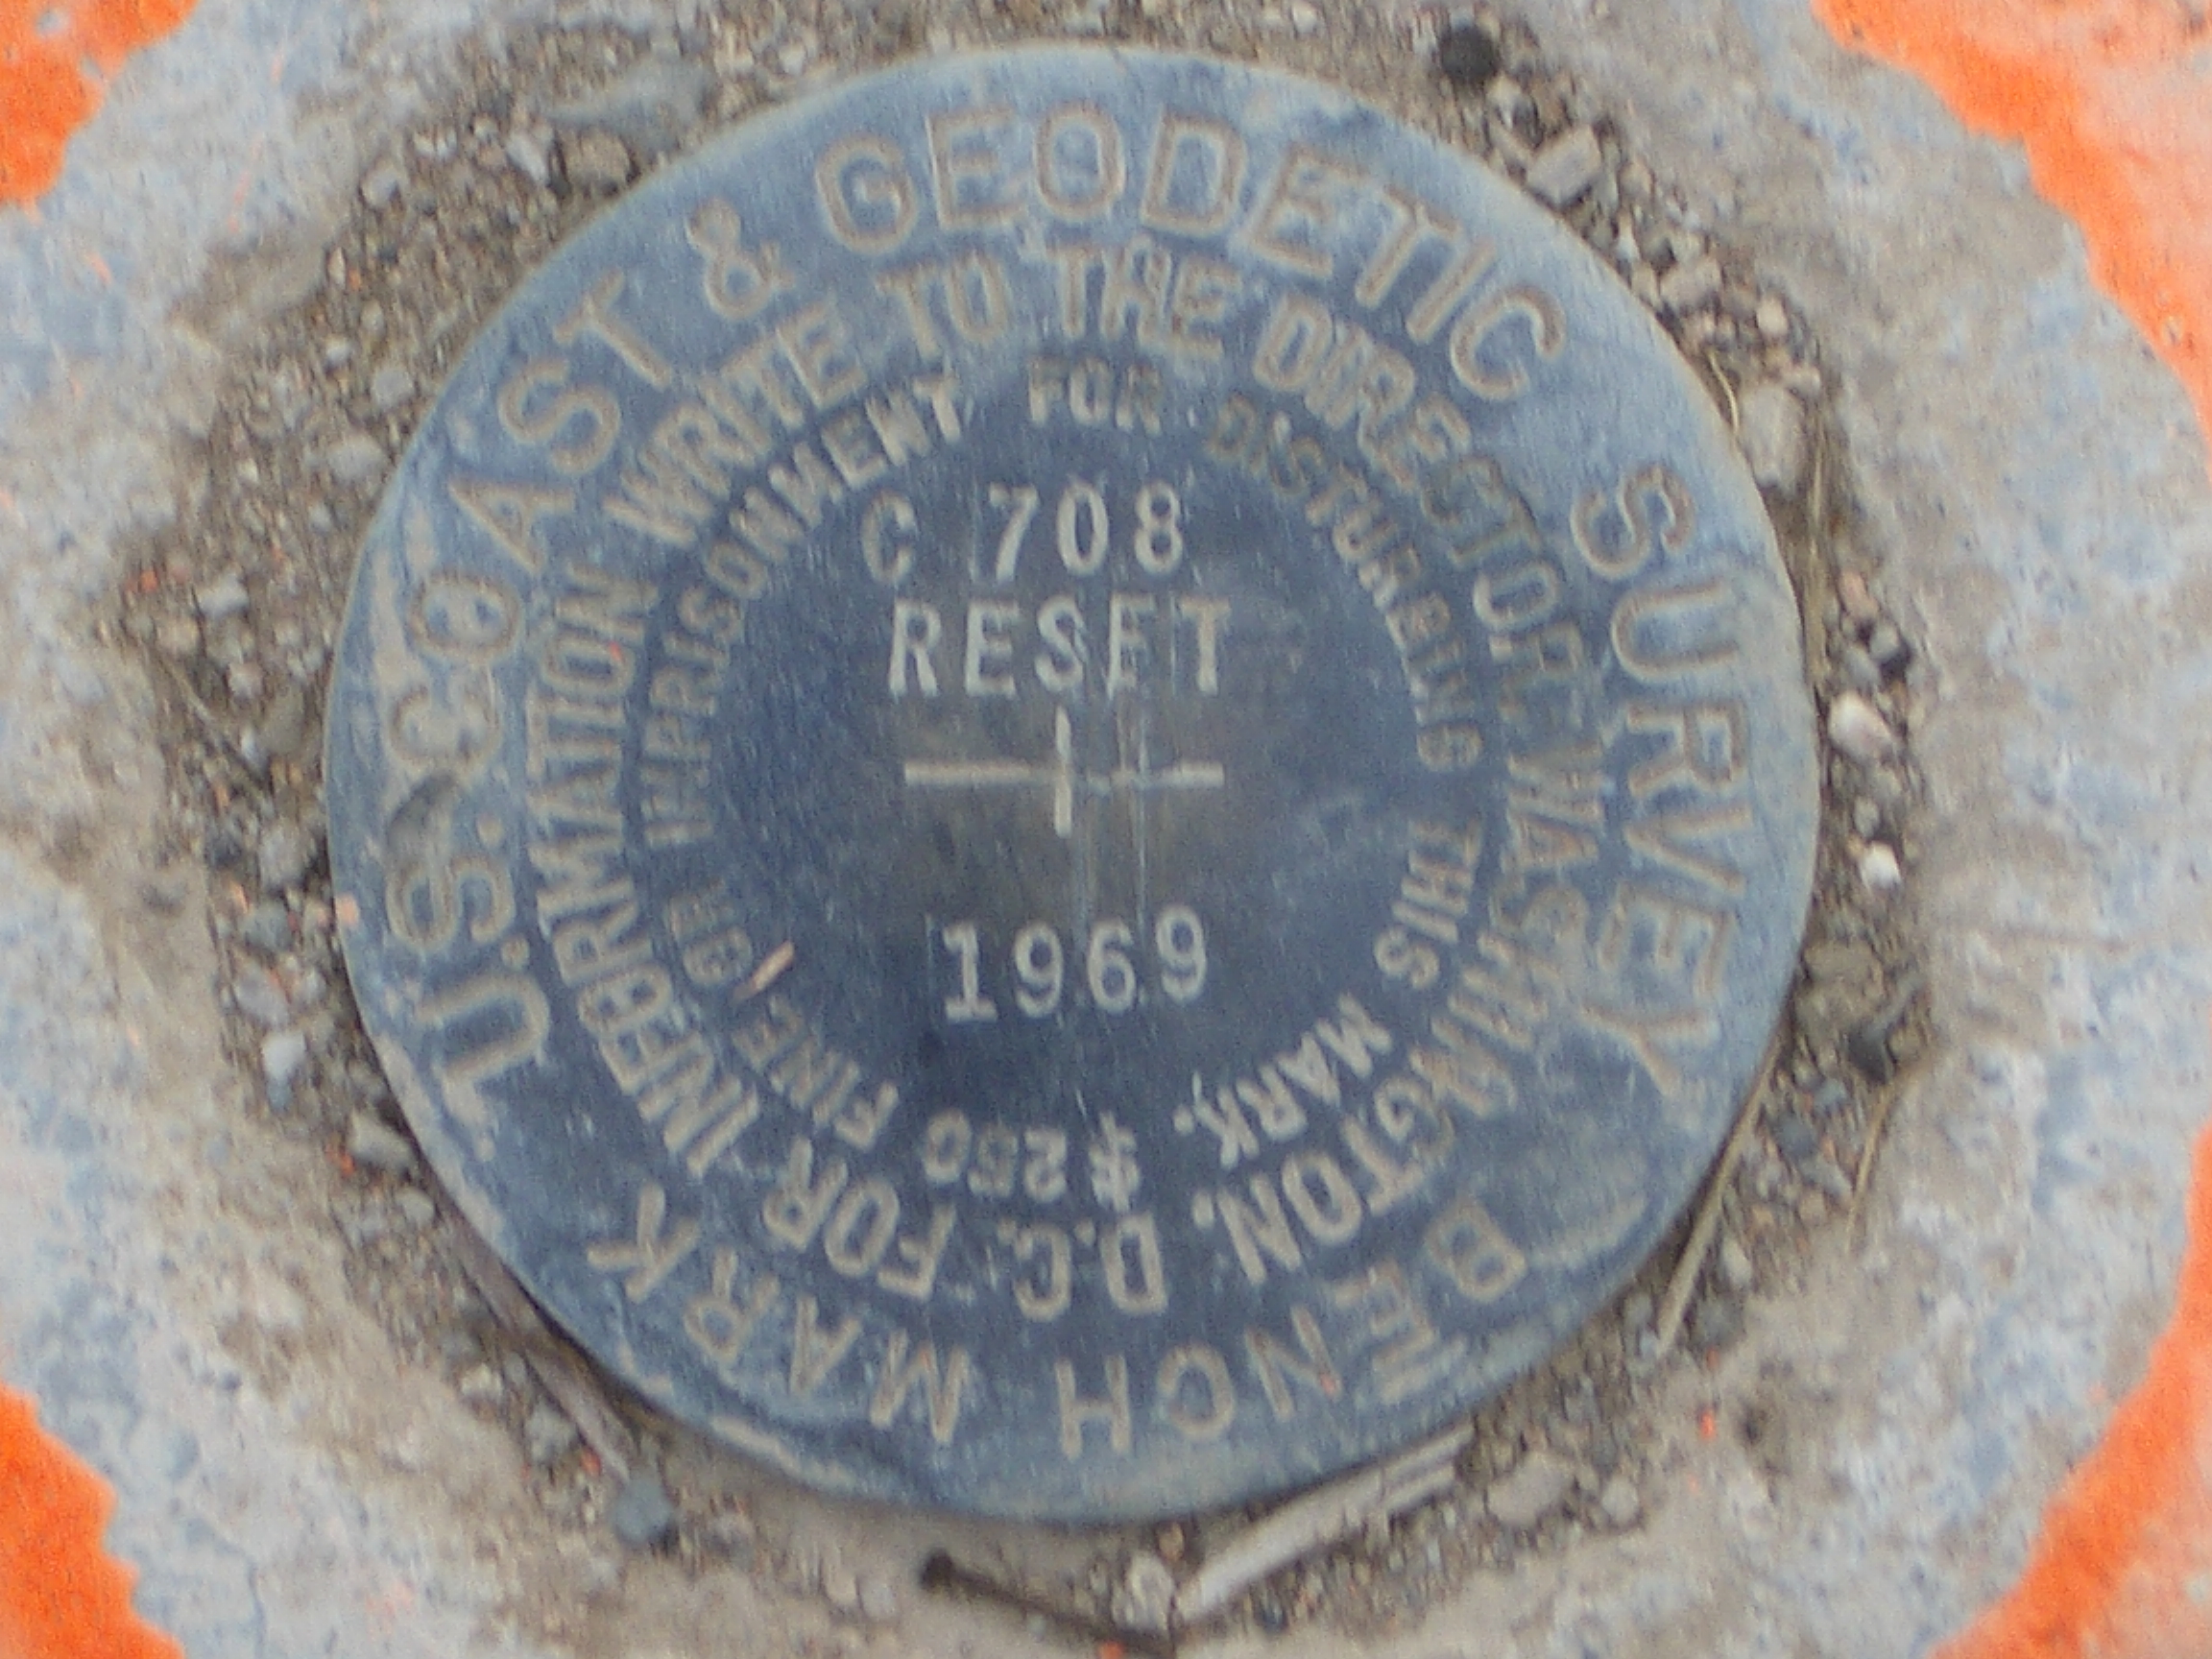 U.S. COAST & GEODETIC SURVEY
BENCH MARK
FOR INFORMATION WRITE TO THE DIRECTOR, WASHINGTON, D.C.
$250 FINE OR IMPRISONMENT FOR DISTURBING THIS MARK.
C 708
RESET
1969